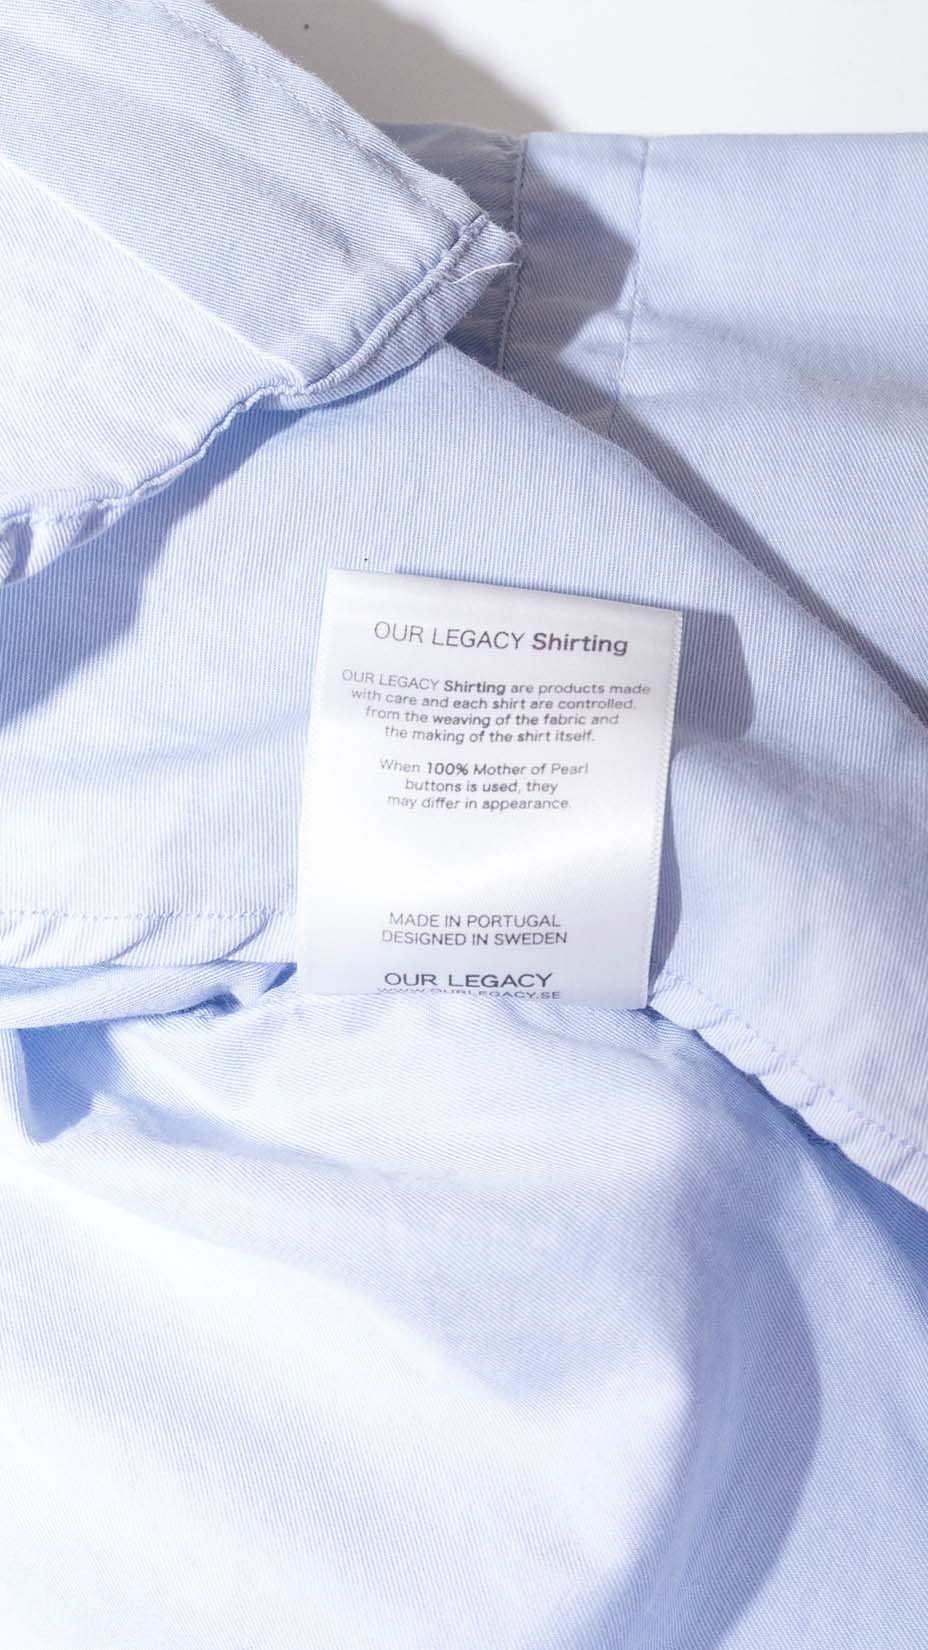 OUR LEGACY Shirting
OUR LEGACY Shirting are products made
with care and each shirt are controlled,
from the weaving of the fabric and
the making of the shirt itself.
When 100% Mother of Pearl
buttons is used, they
may differ in appearance.
MADE IN PORTUGAL
DESIGNED IN SWEDEN
OUR LEGACY
WWW.OURLEGACY.SE